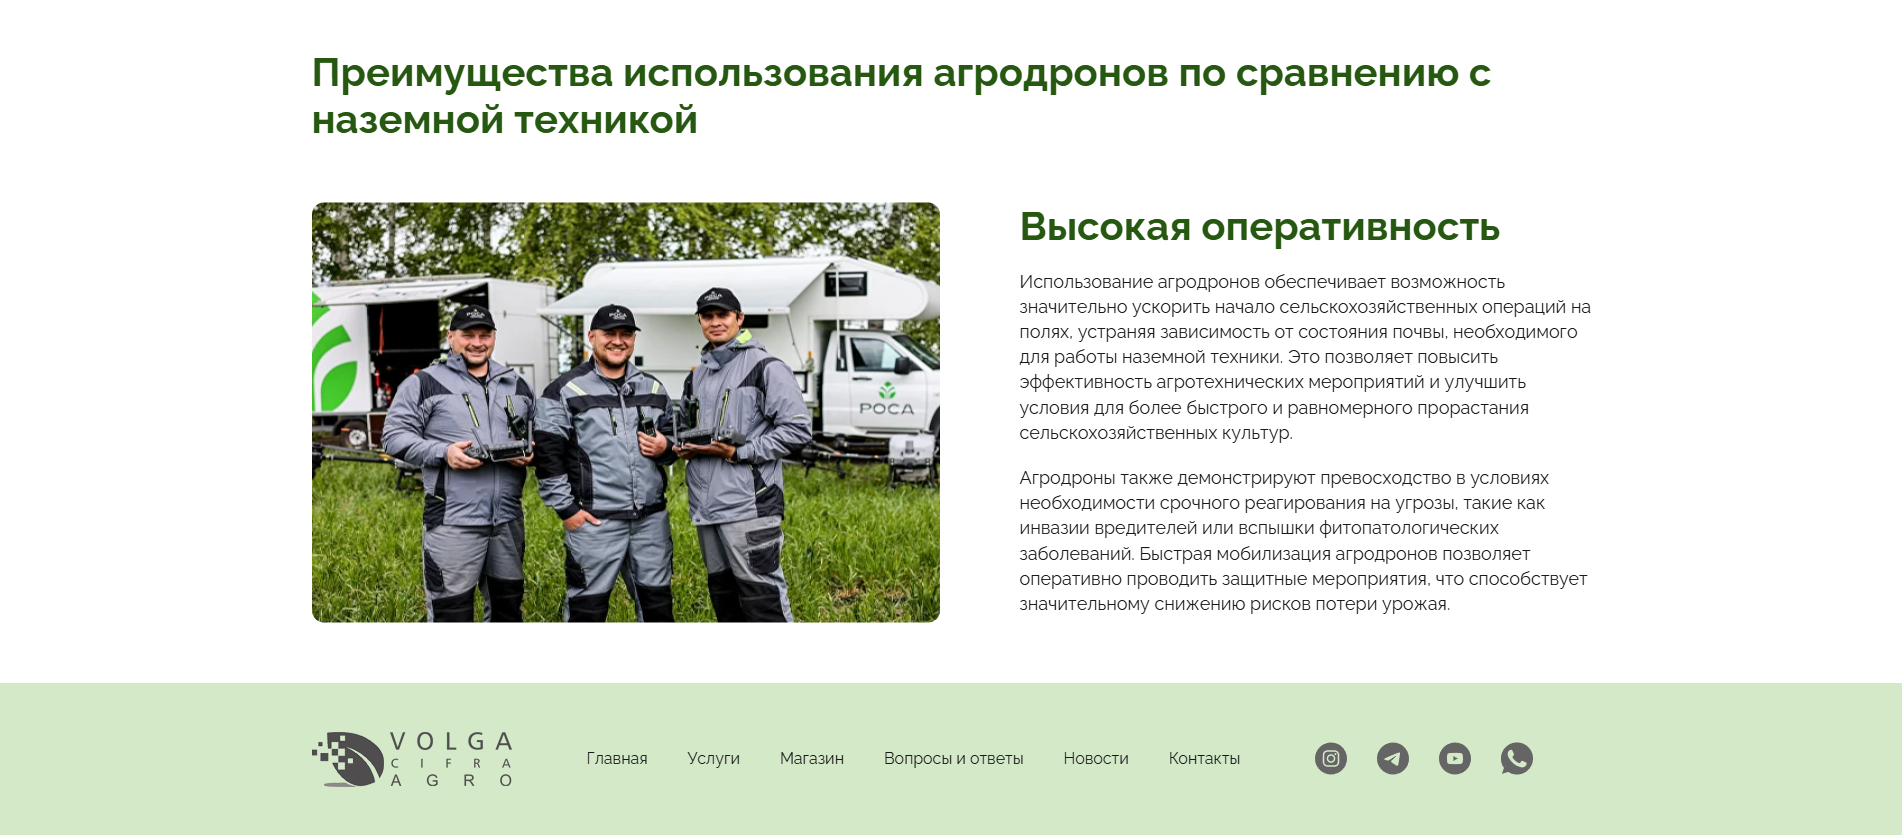 Преимущества использования агродронов по сравнению с
наземной техникой
Высокая оперативность
Использование агродронов обеспечивает возможность
значительно ускорить начало сельскохозяйственных операций на
полях, устраняя зависимость от состояния почвы, необходимого
для работы наземной техники. Это позволяет повысить
эффективность агротехнических мероприятий и улучшить
условия для более быстрого и равномерного прорастания
сельскохозяйственных культур.
Агродроны также демонстрируют превосходство в условиях
необходимости срочного реагирования на угрозы, такие как
инвазии вредителей или вспышки фитопатологических
заболеваний. Быстрая мобилизация агродронов позволяет
оперативно проводить защитные мероприятия, что способствует
значительному снижению рисков потери урожая.
РОСА
РОСА
РОСА
РОСА
VOLGA
CIFRA
AGRO
Главная Услуги Магазин Вопросы и ответы Новости Контакты